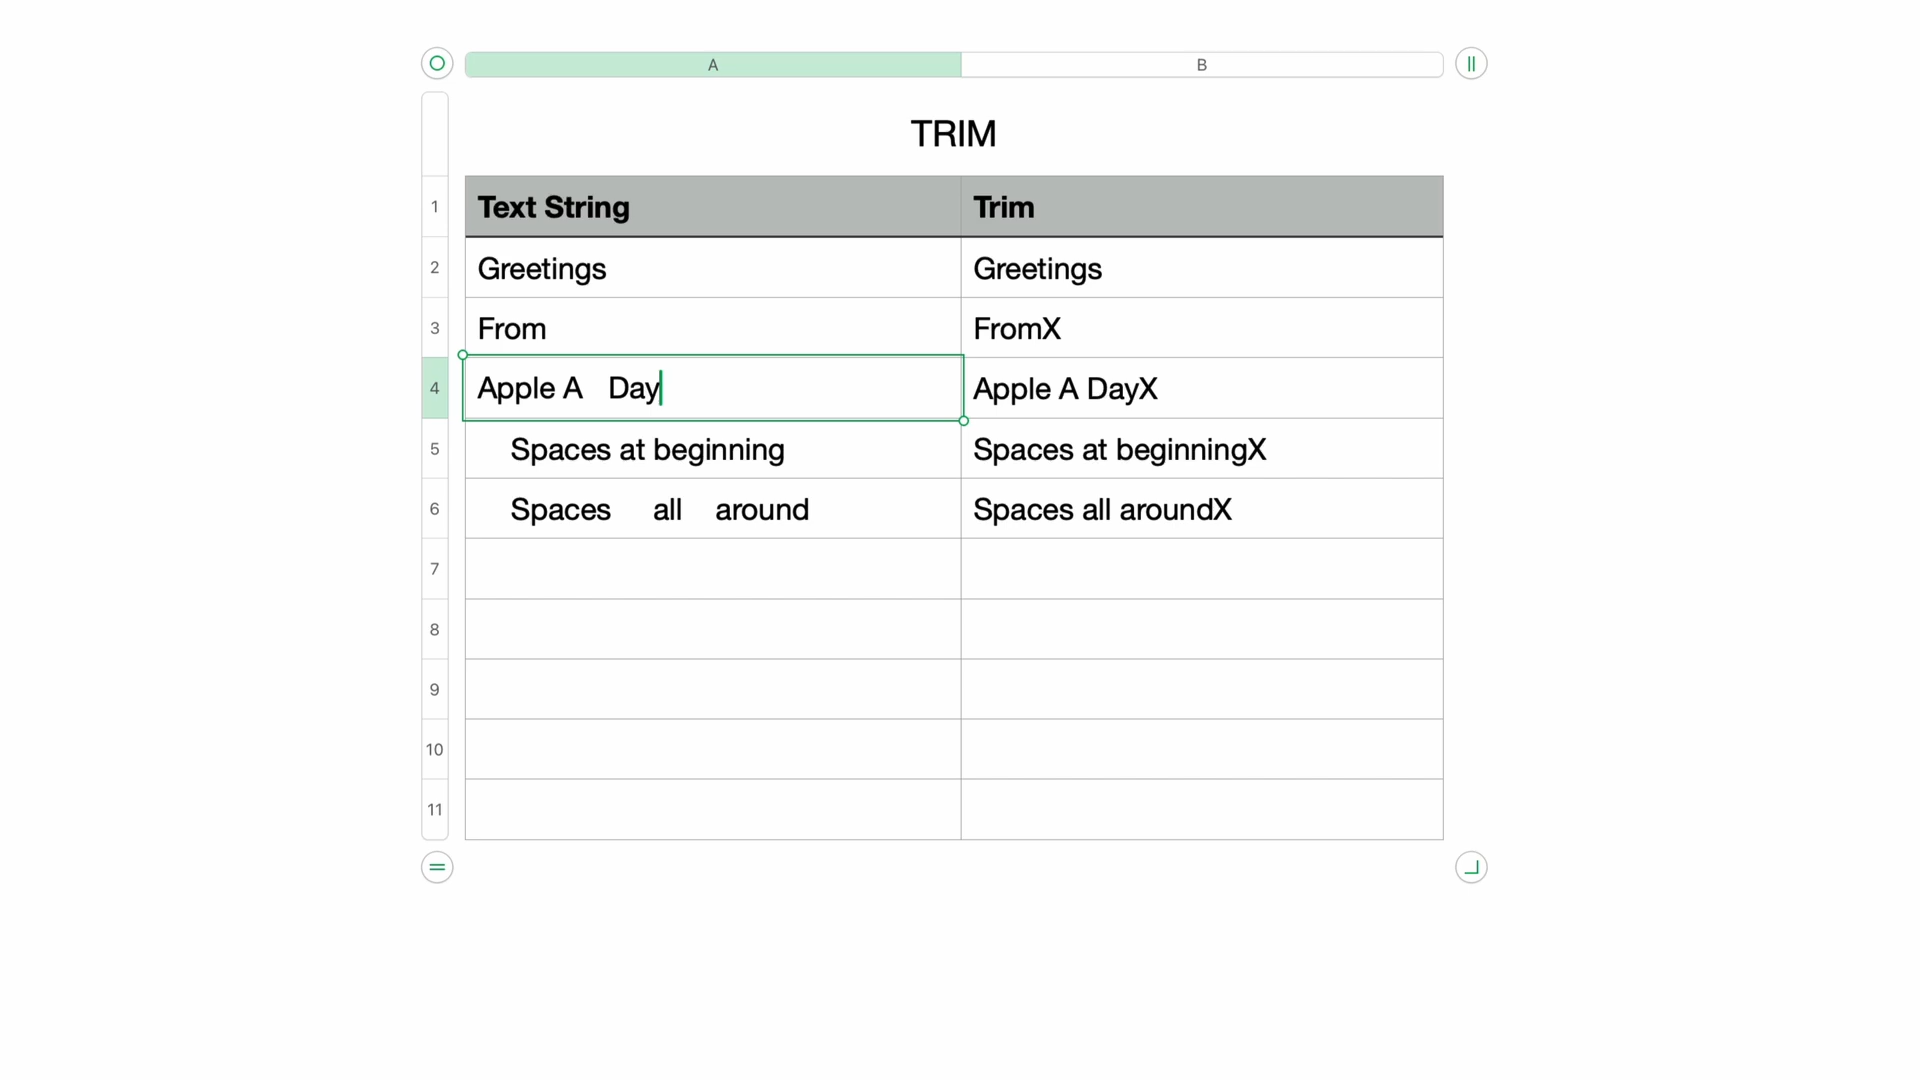 A B
TRIM
1 Text String Trim
2 Greetings Greetings
3 From FromX
4 Apple A   Day Apple A DayX
5     Spaces at beginning Spaces at beginningX
6     Spaces     all    around Spaces all aroundX
7
8
9
10
11